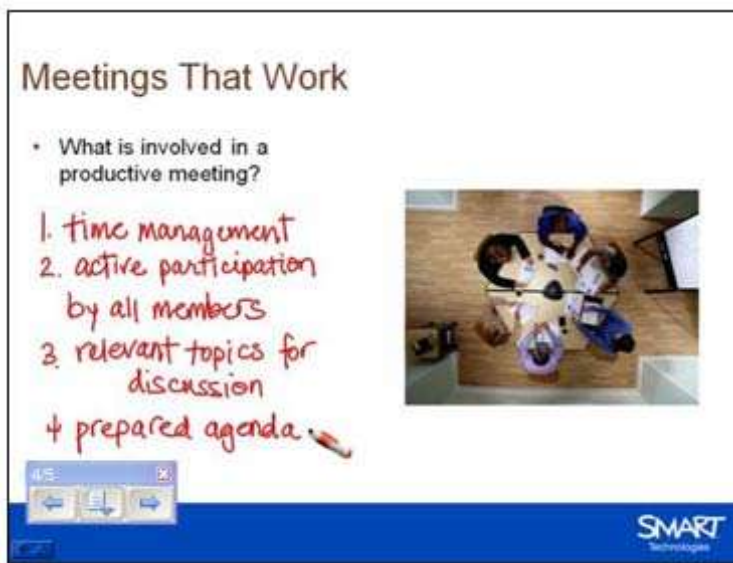 Meetings That Work
• What is involved in a
productive meeting?
1. time management
2. active participation
by all members
3. relevant topics for
discussion
4 prepared agenda
4/5
SMART
Technologies